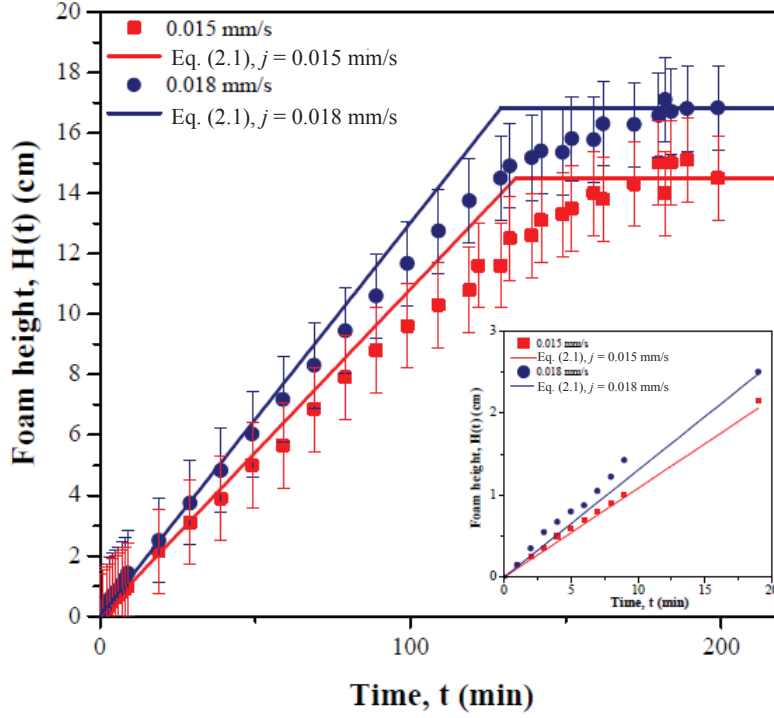 20
18
16
14
12
10
8
6
4
2
0
Foam height, H(t) (cm)
0.015 mm/s
Eq. (2.1), j = 0.015 mm/s
0.018 mm/s
Eq. (2.1), j = 0.018 mm/s
3
2
1
0
Foam height, H(t) (cm)
0.015 mm/s
Eq. (2.1), j = 0.015 mm/s
0.018 mm/s
Eq. (2.1), j = 0.018 mm/s
0 5 10 15 20
Time, t (min)
0 100 200
Time, t (min)